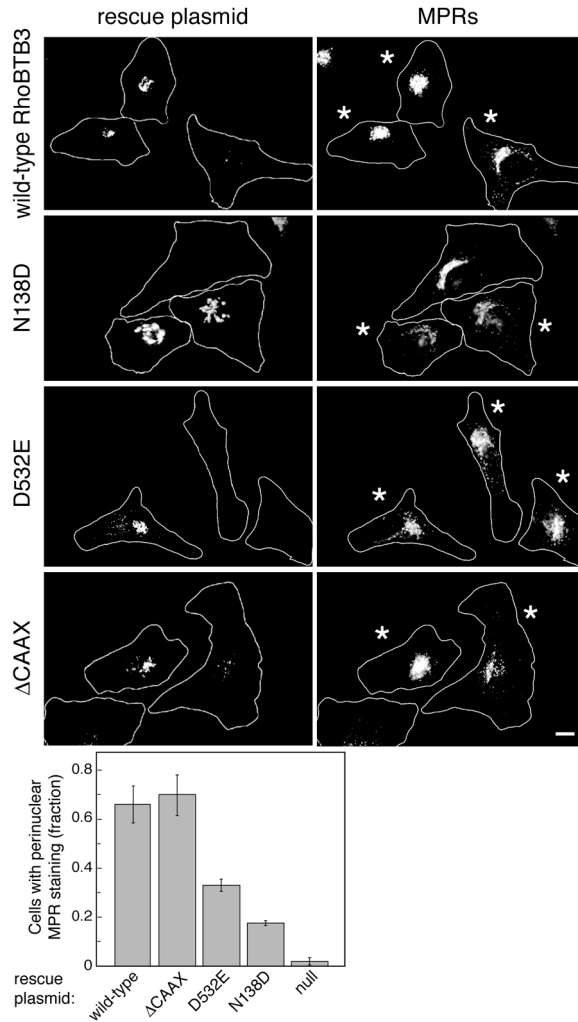 rescue plasmid MPRs
wild-type RhoBTB3
* * *
N138D
* *
D532E
* * *
ΔCAAX
* *
Cells with perinuclear
MPR staining (fraction)
0.8
0.6
0.4
0.2
0
rescue
plasmid:
wild-type ΔCAAX D532E N138D null